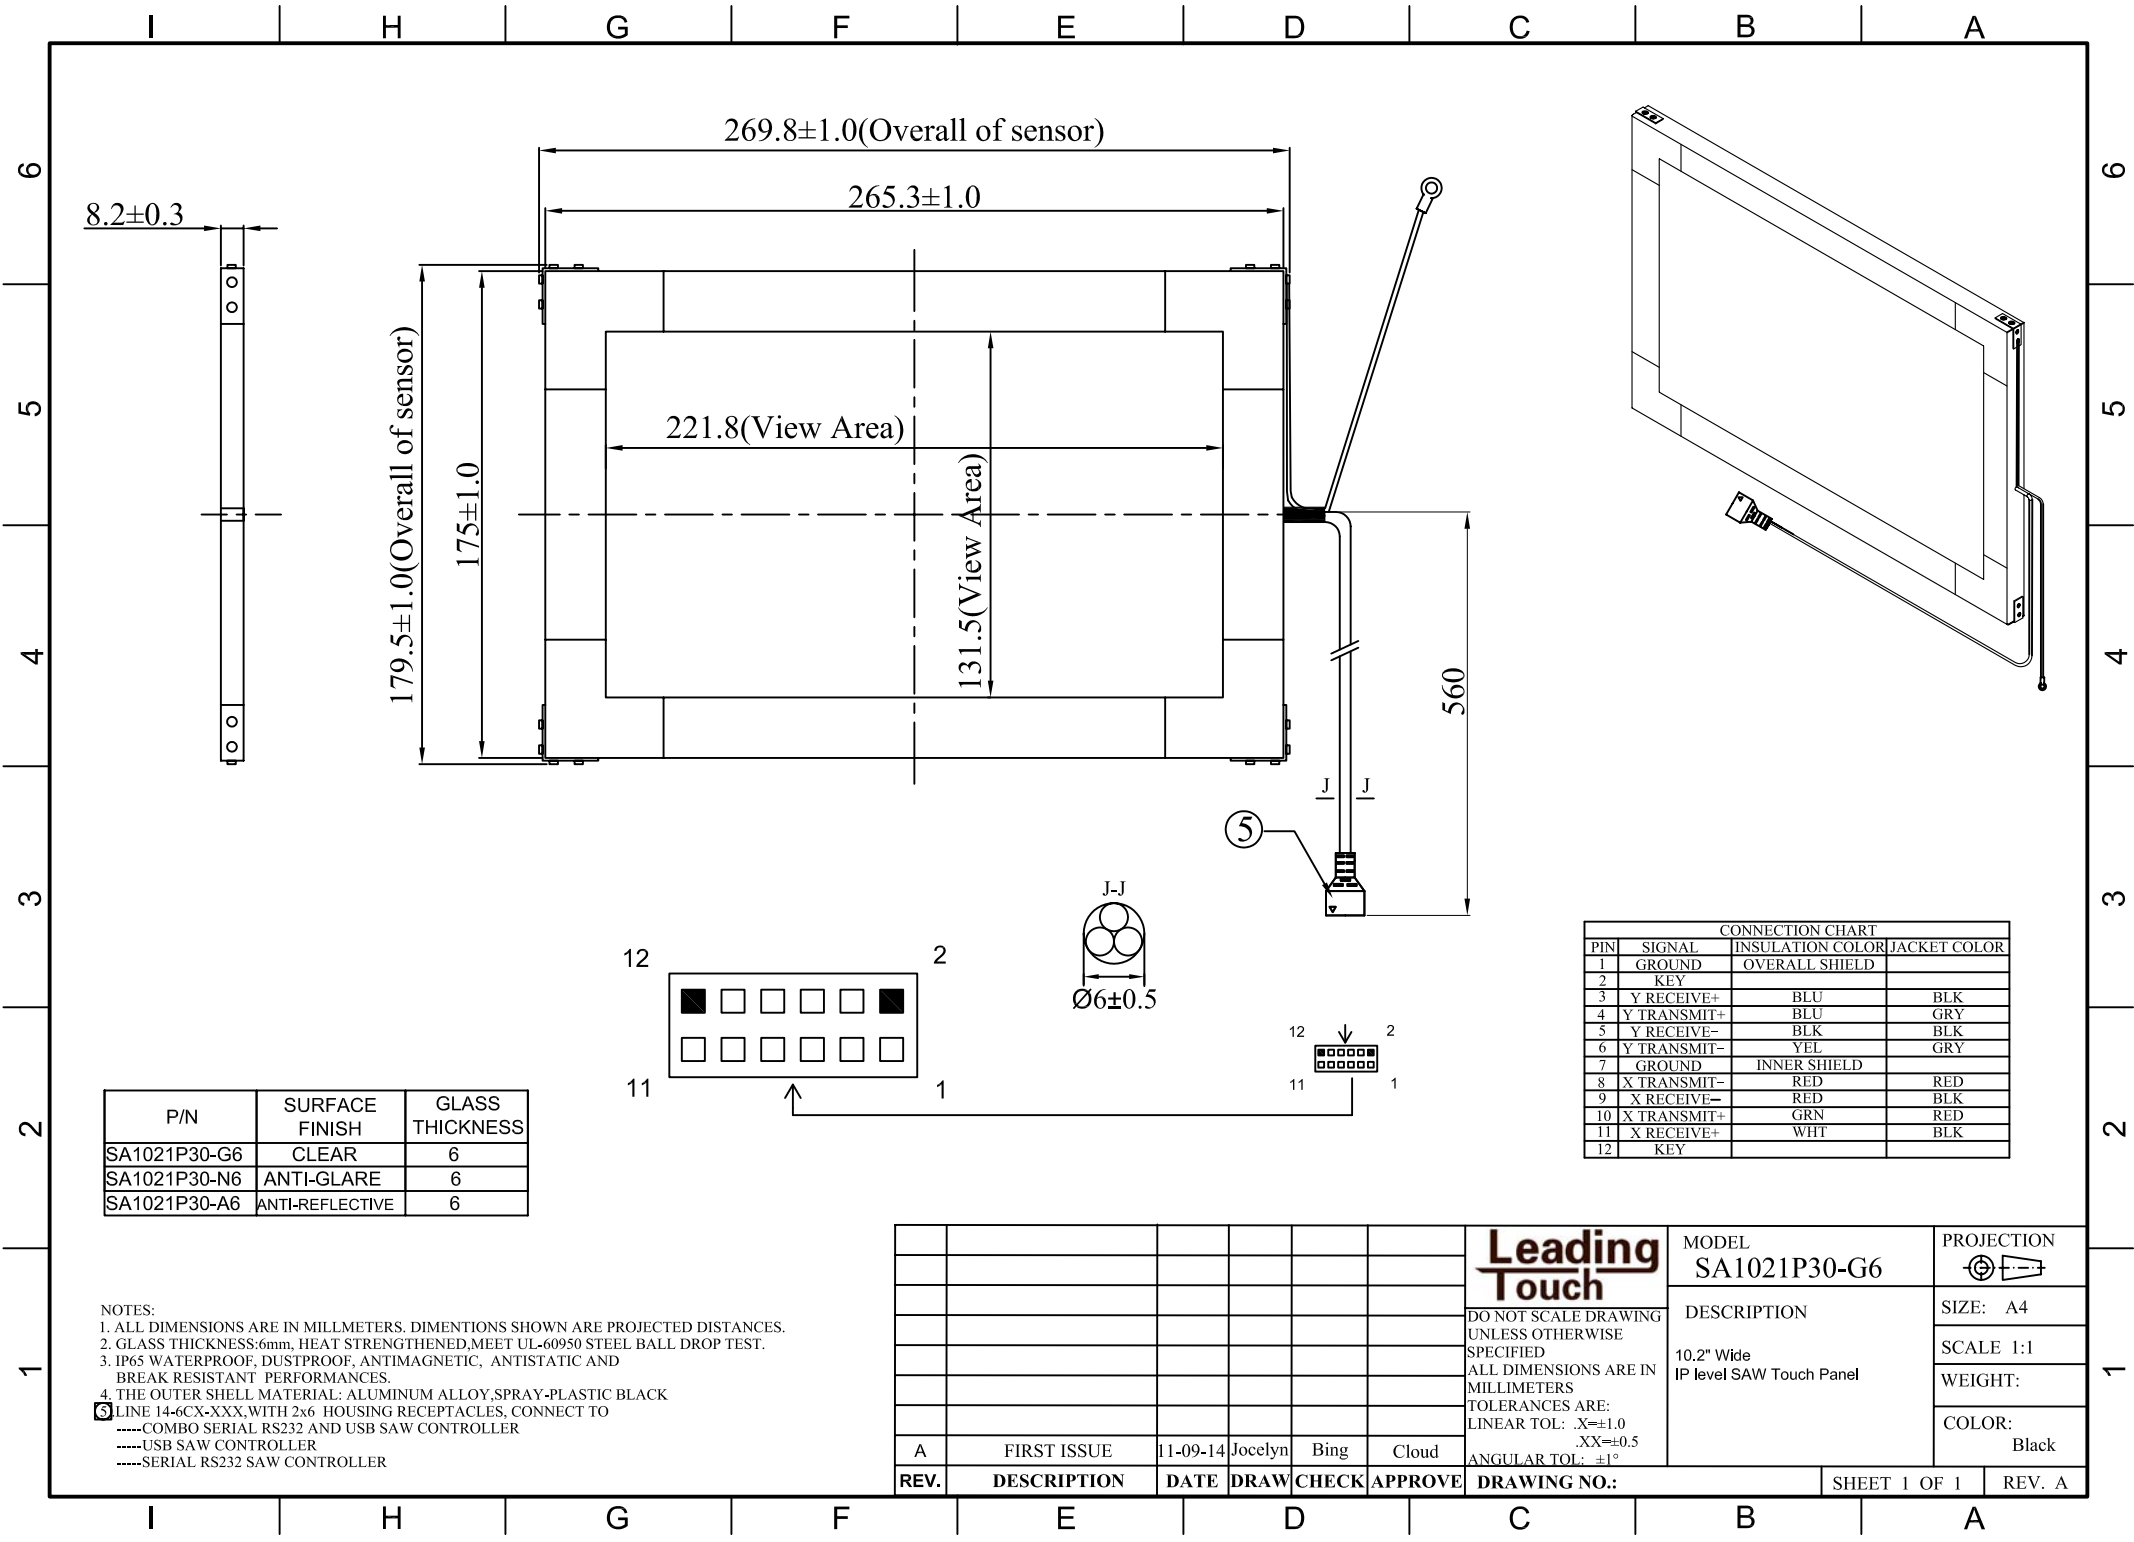 I H G F E D C B A
6 6
5 5
4 4
3 3
2 2
1 1
269.8±1.0(Overall of sensor)
265.3±1.0
8.2±0.3
179.5±1.0(Overall of sensor)
175±1.0
221.8(View Area)
131.5(View Area)
560
J J
5
J-J
Ø6±0.5
12 2
11 1
12 2
11 1
CONNECTION CHART
PIN SIGNAL INSULATION COLOR JACKET COLOR
1 GROUND OVERALL SHIELD
2 KEY
3 Y RECEIVE+ BLU BLK
4 Y TRANSMIT+ BLU GRY
5 Y RECEIVE- BLK BLK
6 Y TRANSMIT- YEL GRY
7 GROUND INNER SHIELD
8 X TRANSMIT- RED RED
9 X RECEIVE- RED BLK
10 X TRANSMIT+ GRN RED
11 X RECEIVE+ WHT BLK
12 KEY
P/N SURFACE FINISH GLASS THICKNESS
SA1021P30-G6 CLEAR 6
SA1021P30-N6 ANTI-GLARE 6
SA1021P30-A6 ANTI-REFLECTIVE 6
NOTES:
1. ALL DIMENSIONS ARE IN MILLMETERS. DIMENTIONS SHOWN ARE PROJECTED DISTANCES.
2. GLASS THICKNESS:6mm, HEAT STRENGTHENED,MEET UL-60950 STEEL BALL DROP TEST.
3. IP65 WATERPROOF, DUSTPROOF, ANTIMAGNETIC, ANTISTATIC AND
BREAK RESISTANT PERFORMANCES.
4. THE OUTER SHELL MATERIAL: ALUMINUM ALLOY,SPRAY-PLASTIC BLACK
5.LINE 14-6CX-XXX,WITH 2x6 HOUSING RECEPTACLES, CONNECT TO
-----COMBO SERIAL RS232 AND USB SAW CONTROLLER
-----USB SAW CONTROLLER
-----SERIAL RS232 SAW CONTROLLER
A FIRST ISSUE 11-09-14 Jocelyn Bing Cloud
REV. DESCRIPTION DATE DRAW CHECK APPROVE
Leading
Touch
DO NOT SCALE DRAWING
UNLESS OTHERWISE
SPECIFIED
ALL DIMENSIONS ARE IN
MILLIMETERS
TOLERANCES ARE:
LINEAR TOL: .X=±1.0
.XX=±0.5
ANGULAR TOL: ±1°
DRAWING NO.:
MODEL
SA1021P30-G6
DESCRIPTION
10.2" Wide
IP level SAW Touch Panel
PROJECTION
SIZE: A4
SCALE 1:1
WEIGHT:
COLOR:
Black
SHEET 1 OF 1
REV. A
I H G F E D C B A